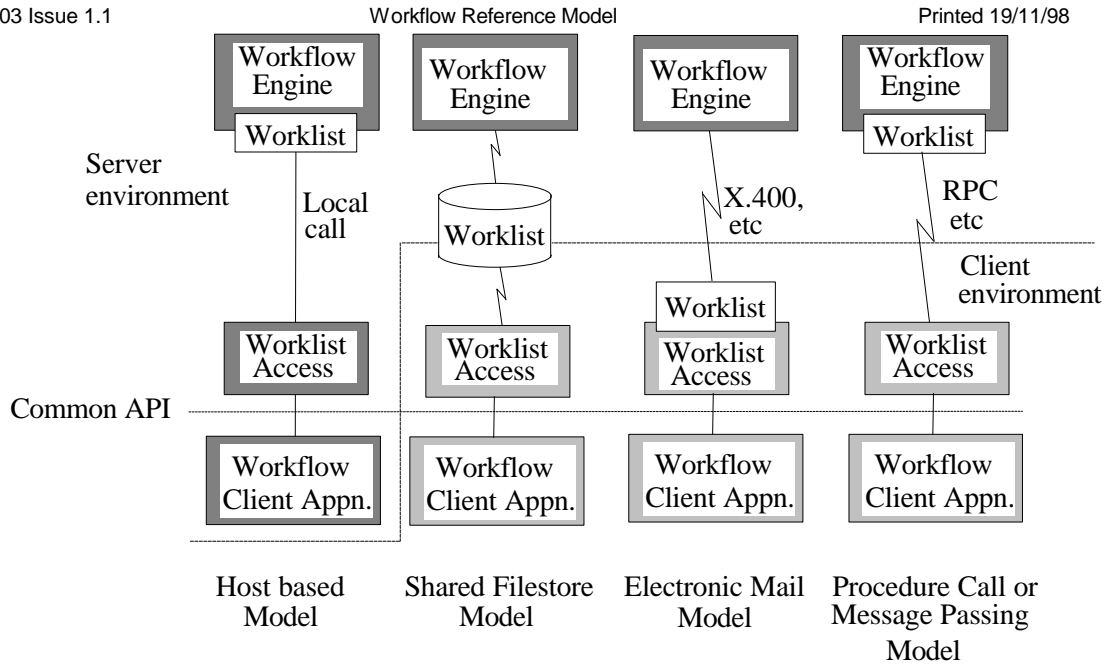 03 Issue 1.1
Workflow Reference Model
Printed 19/11/98
Workflow
Engine
Worklist
Workflow
Engine
Workflow
Engine
Workflow
Engine
Worklist
Server
environment
Local
call
Worklist
X.400,
etc
RPC
etc
Client
environment
Worklist
Worklist
Access
Worklist
Access
Worklist
Access
Worklist
Access
Common API
Workflow
Client Appn.
Workflow
Client Appn.
Workflow
Client Appn.
Workflow
Client Appn.
Host based
Model
Shared Filestore
Model
Electronic Mail
Model
Procedure Call or
Message Passing
Model